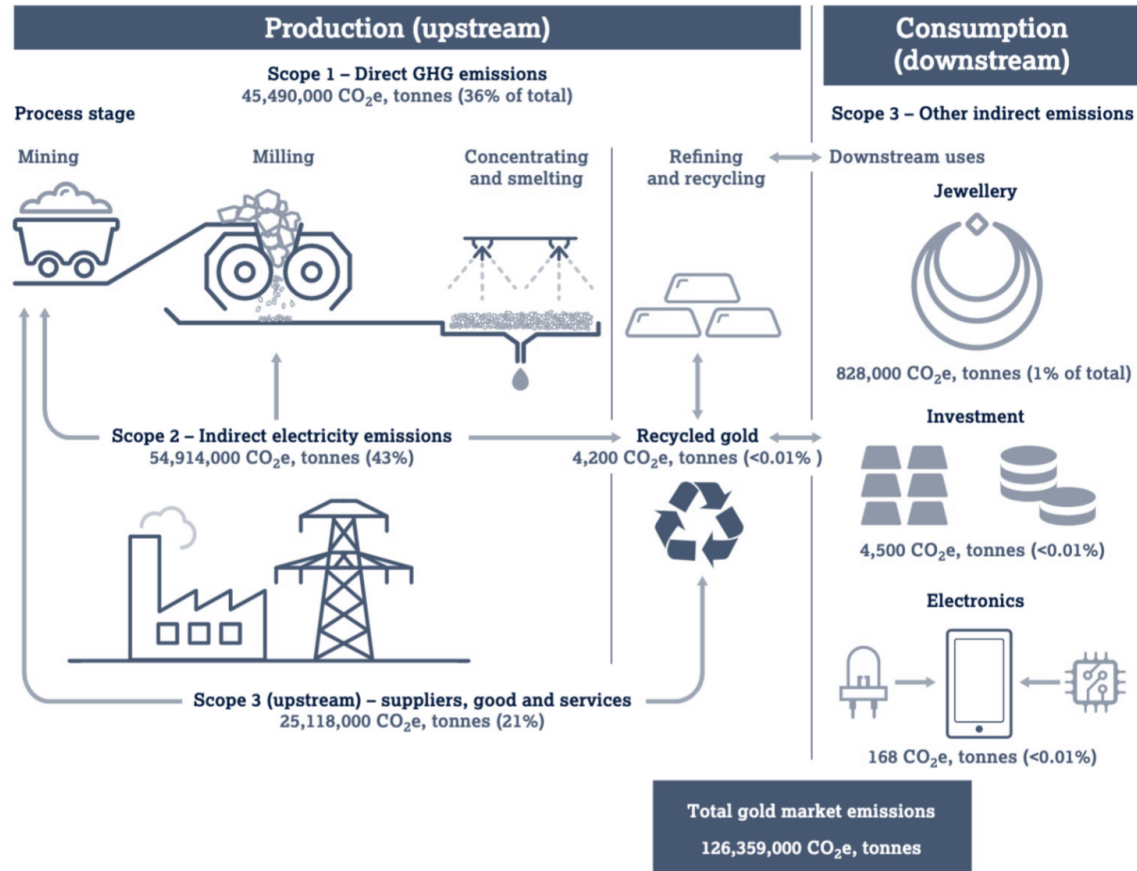 Production (upstream)
Consumption
(downstream)
Scope 1 – Direct GHG emissions
45,490,000 CO₂e, tonnes (36% of total)
Process stage
Scope 3 – Other indirect emissions
Mining
Milling
Concentrating
and smelting
Refining
and recycling
Downstream uses
Jewellery
828,000 CO₂e, tonnes (1% of total)
Scope 2 – Indirect electricity emissions
54,914,000 CO₂e, tonnes (43%)
Recycled gold
4,200 CO₂e, tonnes (<0.01% )
Investment
4,500 CO₂e, tonnes (<0.01%)
Electronics
168 CO₂e, tonnes (<0.01%)
Scope 3 (upstream) – suppliers, good and services
25,118,000 CO₂e, tonnes (21%)
Total gold market emissions
126,359,000 CO₂e, tonnes